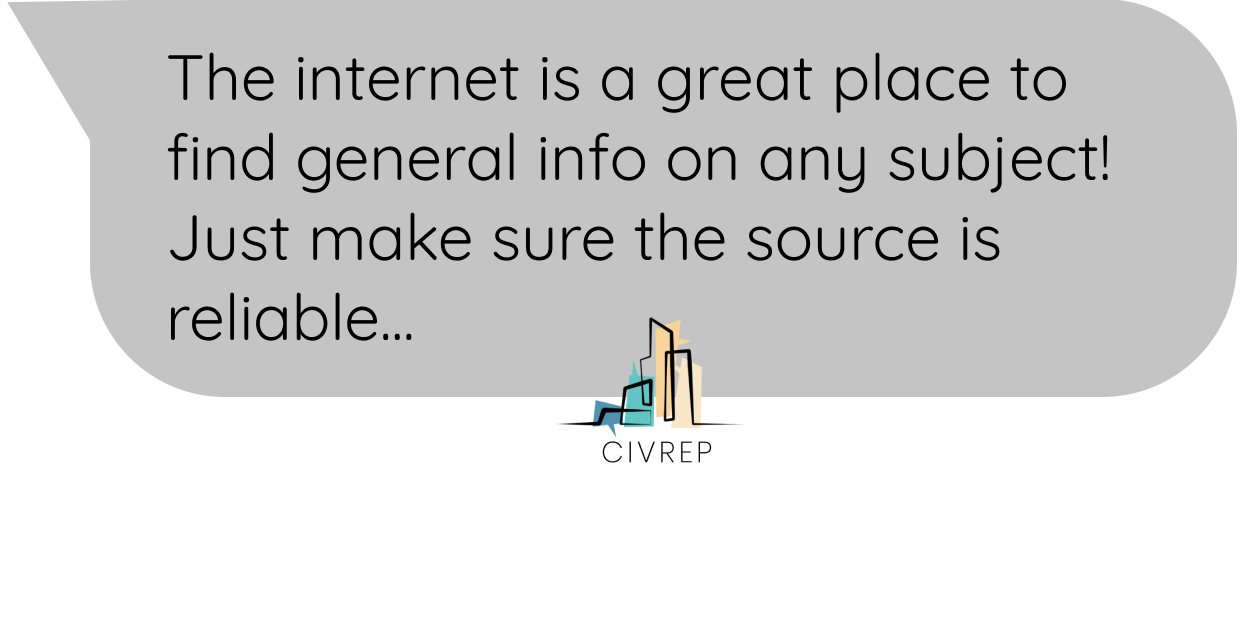 The internet is a great place to
find general info on any subject!
Just make sure the source is
reliable...
CIVREP